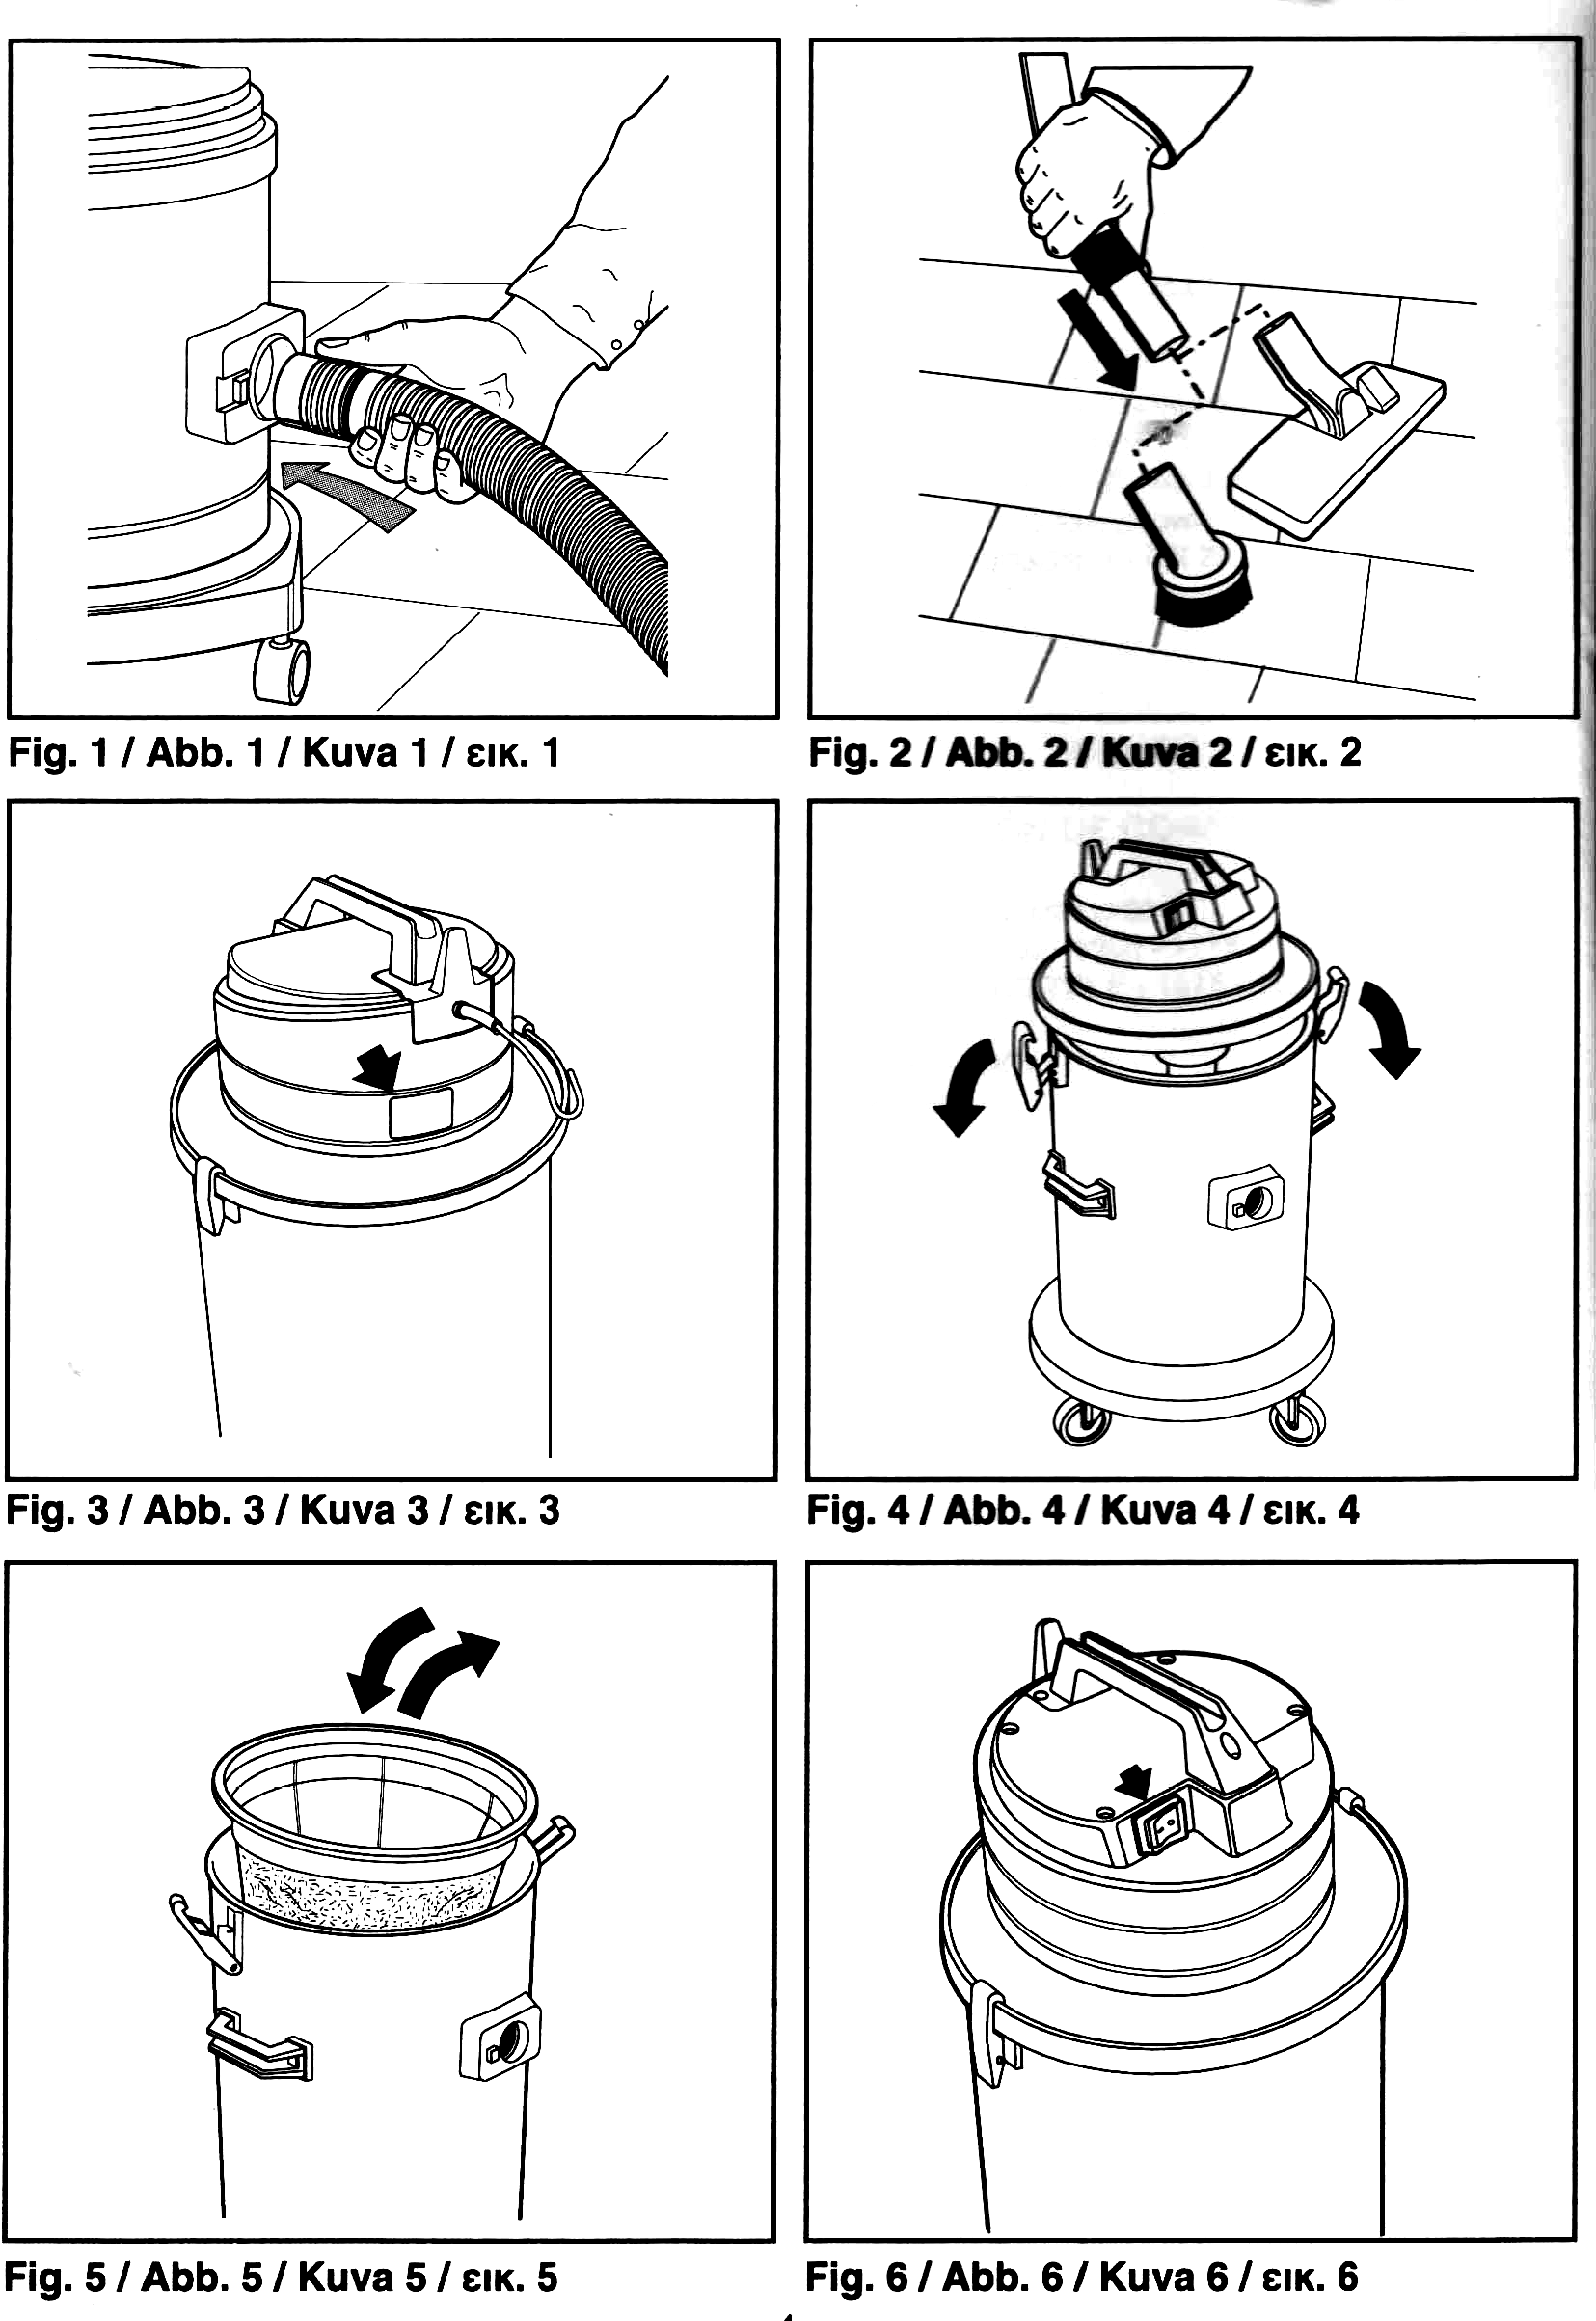 Fig. 1 / Abb. 1 / Kuva 1 / εικ. 1
Fig. 2 / Abb. 2 / Kuva 2 / εικ. 2
Fig. 3 / Abb. 3 / Kuva 3 / εικ. 3
Fig. 4 / Abb. 4 / Kuva 4 / εικ. 4
Fig. 5 / Abb. 5 / Kuva 5 / εικ. 5
Fig. 6 / Abb. 6 / Kuva 6 / εικ. 6